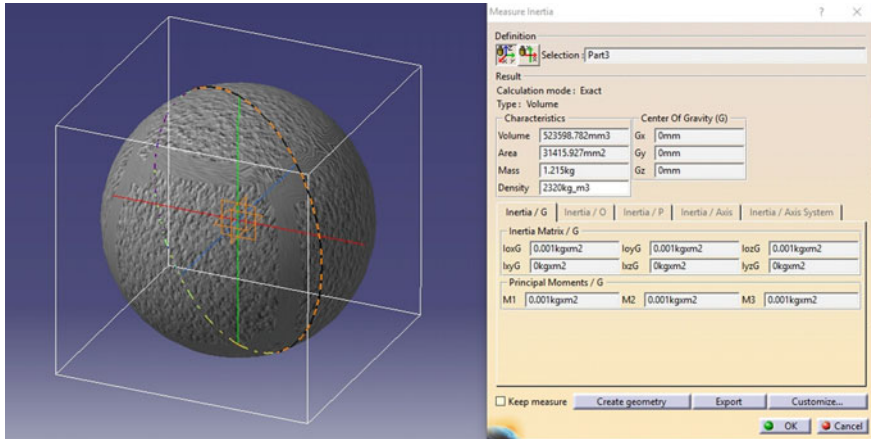 Measure Inertia ? ×
Definition
Selection : Part3
Result
Calculation mode : Exact
Type : Volume
Characteristics Center Of Gravity (G)
Volume 523598.782mm3 Gx 0mm
Area 31415.927mm2 Gy 0mm
Mass 1.215kg Gz 0mm
Density 2320kg_m3
Inertia / G Inertia / O Inertia / P Inertia / Axis Inertia / Axis System
Inertia Matrix / G
IoxG 0.001kgxm2 IoyG 0.001kgxm2 IozG 0.001kgxm2
IxyG 0kgxm2 IxzG 0kgxm2 IyzG 0kgxm2
Principal Moments / G
M1 0.001kgxm2 M2 0.001kgxm2 M3 0.001kgxm2
Keep measure Create geometry Export Customize...
OK Cancel